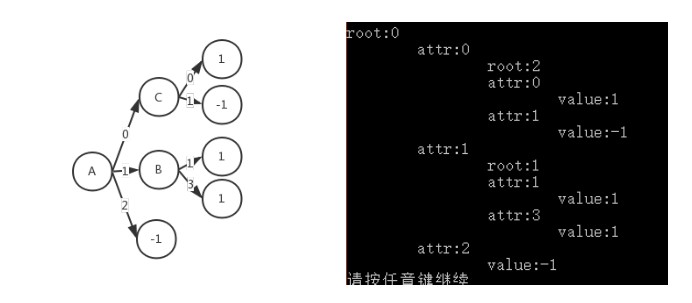 A
0
1
2
C
B
-1
0
1
1
3
1
-1
1
1
root:0
attr:0
root:2
attr:0
value:1
attr:1
value:-1
attr:1
root:1
attr:1
value:1
attr:3
value:1
attr:2
value:-1
请按任意键继续